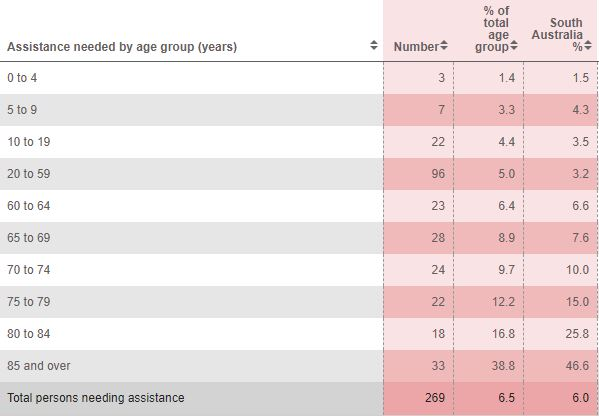 Assistance needed by age group (years) Number % of total age group South Australia %
0 to 4 3 1.4 1.5
5 to 9 7 3.3 4.3
10 to 19 22 4.4 3.5
20 to 59 96 5.0 3.2
60 to 64 23 6.4 6.6
65 to 69 28 8.9 7.6
70 to 74 24 9.7 10.0
75 to 79 22 12.2 15.0
80 to 84 18 16.8 25.8
85 and over 33 38.8 46.6
Total persons needing assistance 269 6.5 6.0